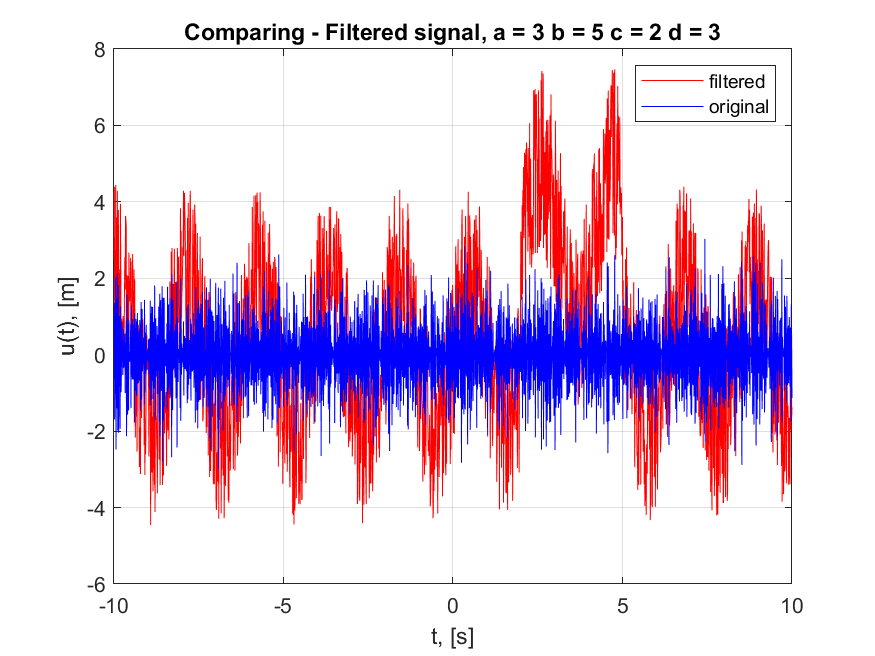 Comparing - Filtered signal, a = 3 b = 5 c = 2 d = 3
8
6
4
2
0
-2
-4
-6
u(t), [m]
filtered
original
-10
-5
0
5
10
t, [s]